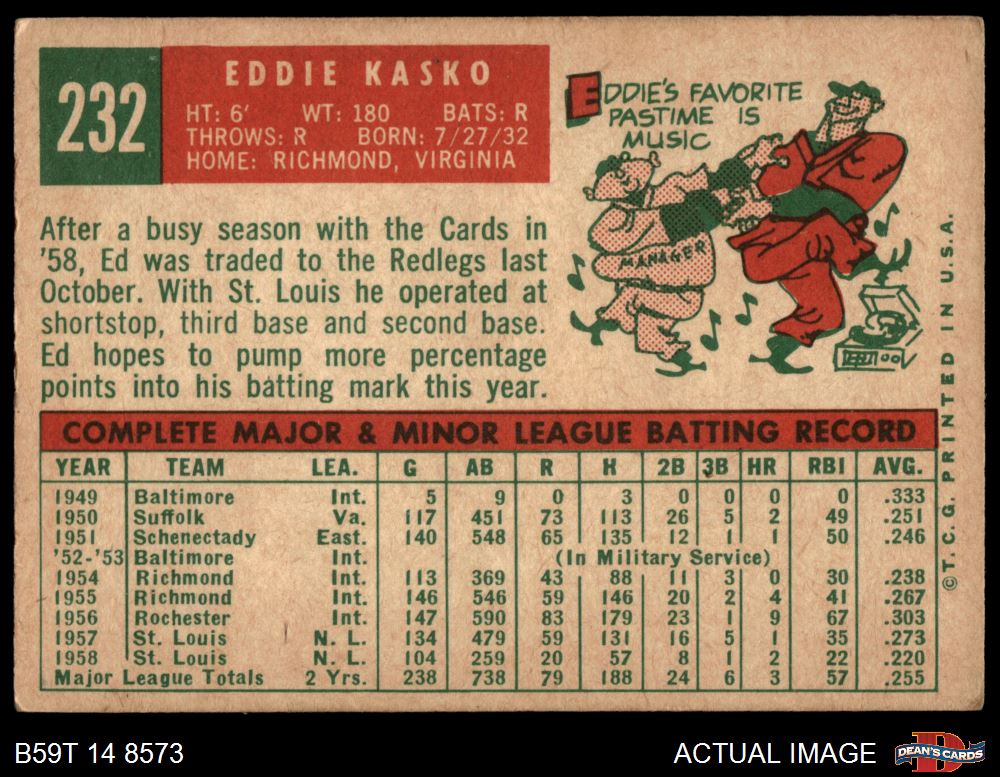 232
EDDIE KASKO
HT: 6' WT: 180 BATS: R
THROWS: R BORN: 7/27/32
HOME: RICHMOND, VIRGINIA
EDDIE'S FAVORITE
PASTIME IS
MUSIC
MANAGER
After a busy season with the Cards in
'58, Ed was traded to the Redlegs last
October. With St. Louis he operated at
shortstop, third base and second base.
Ed hopes to pump more percentage
points into his batting mark this year.
COMPLETE MAJOR & MINOR LEAGUE BATTING RECORD
YEAR TEAM LEA. G AB R H 2B 3B HR RBI AVG.
1949 Baltimore Int. 5 9 0 3 0 0 0 0 .333
1950 Suffolk Va. 117 451 73 113 26 5 2 49 .251
1951 Schenectady East. 140 548 65 135 12 1 1 50 .246
'52-'53 Baltimore Int. (In Military Service)
1954 Richmond Int. 113 369 43 88 11 3 0 30 .238
1955 Richmond Int. 146 546 59 146 20 2 4 41 .267
1956 Rochester Int. 147 590 83 179 23 1 9 67 .303
1957 St. Louis N. L. 134 479 59 131 16 5 1 35 .273
1958 St. Louis N. L. 104 259 20 57 8 1 2 22 .220
Major League Totals 2 Yrs. 238 738 79 188 24 6 3 57 .255
©T. C. G. PRINTED IN U.S.A.
B59T 14 8573
ACTUAL IMAGE
D
DEAN'S CARDS